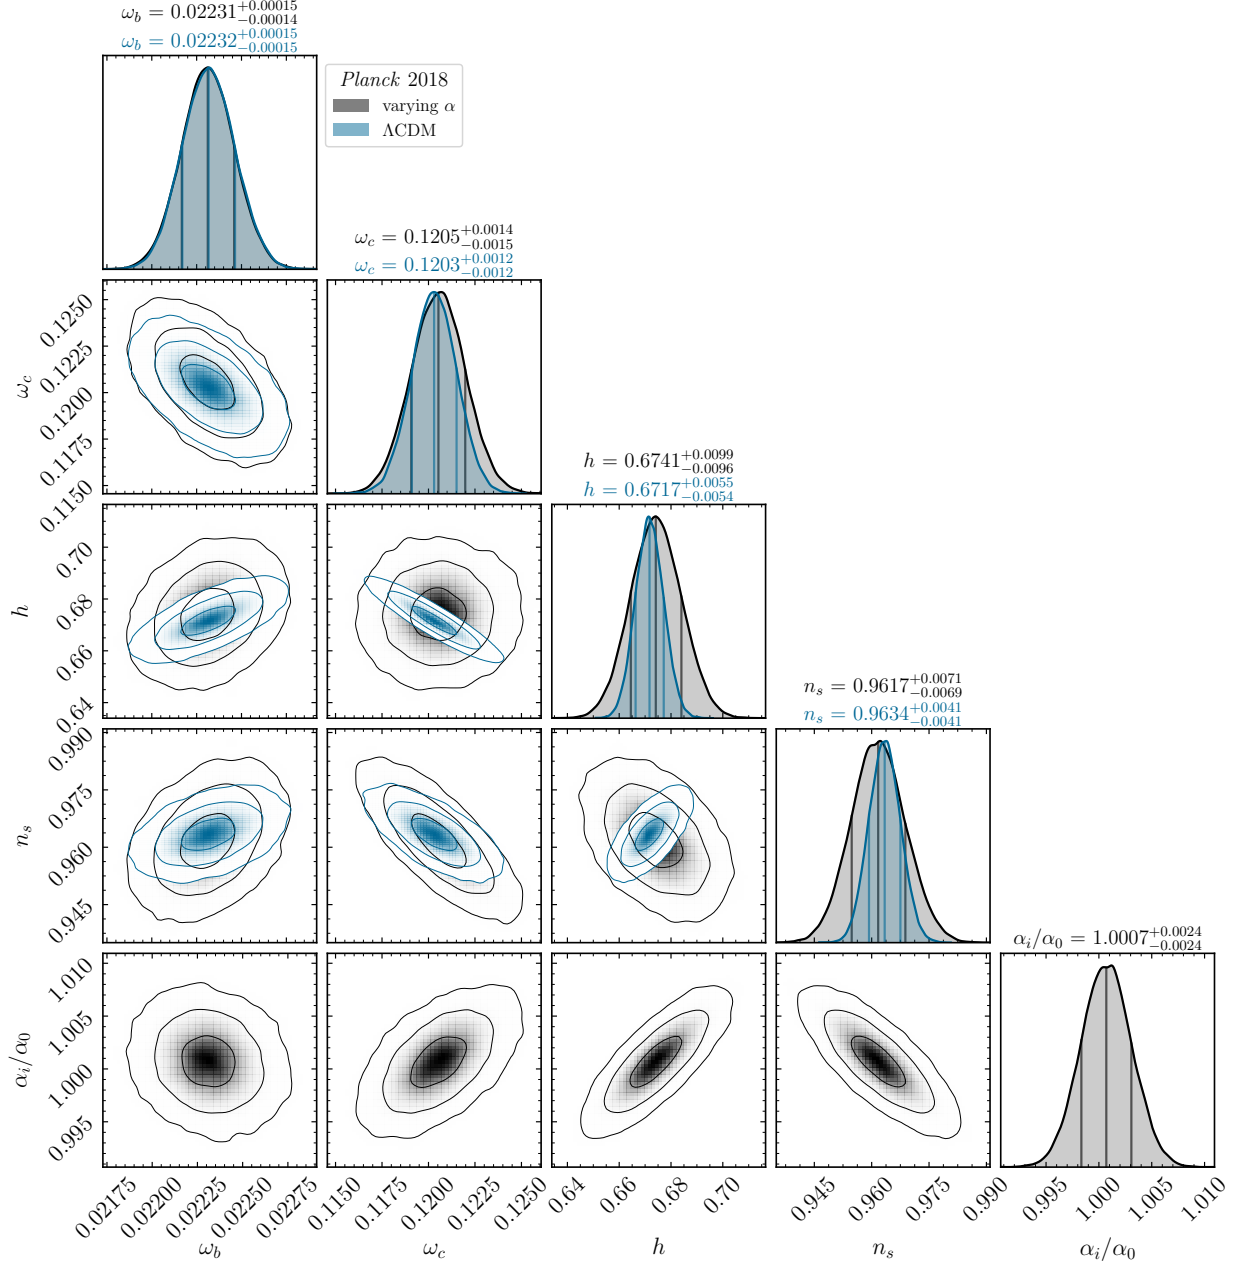 ω_b = 0.02231^{+0.00015}_{−0.00014}
ω_b = 0.02232^{+0.00015}_{−0.00015}
Planck 2018
varying α
ΛCDM
ω_c = 0.1205^{+0.0014}_{−0.0015}
ω_c = 0.1203^{+0.0012}_{−0.0012}
0.1250
0.1225
0.1200
0.1175
0.1150
ω_c
h = 0.6741^{+0.0099}_{−0.0096}
h = 0.6717^{+0.0055}_{−0.0054}
0.70
0.68
0.66
0.64
h
n_s = 0.9617^{+0.0071}_{−0.0069}
n_s = 0.9634^{+0.0041}_{−0.0041}
0.990
0.975
0.960
0.945
n_s
α_i/α_0 = 1.0007^{+0.0024}_{−0.0024}
1.010
1.005
1.000
0.995
α_i/α_0
0.02175 0.02200 0.02225 0.02250 0.02275 0.1150 0.1175 0.1200 0.1225 0.1250 0.64 0.66 0.68 0.70 0.945 0.960 0.975 0.990 0.995 1.000 1.005 1.010
ω_b ω_c h n_s α_i/α_0